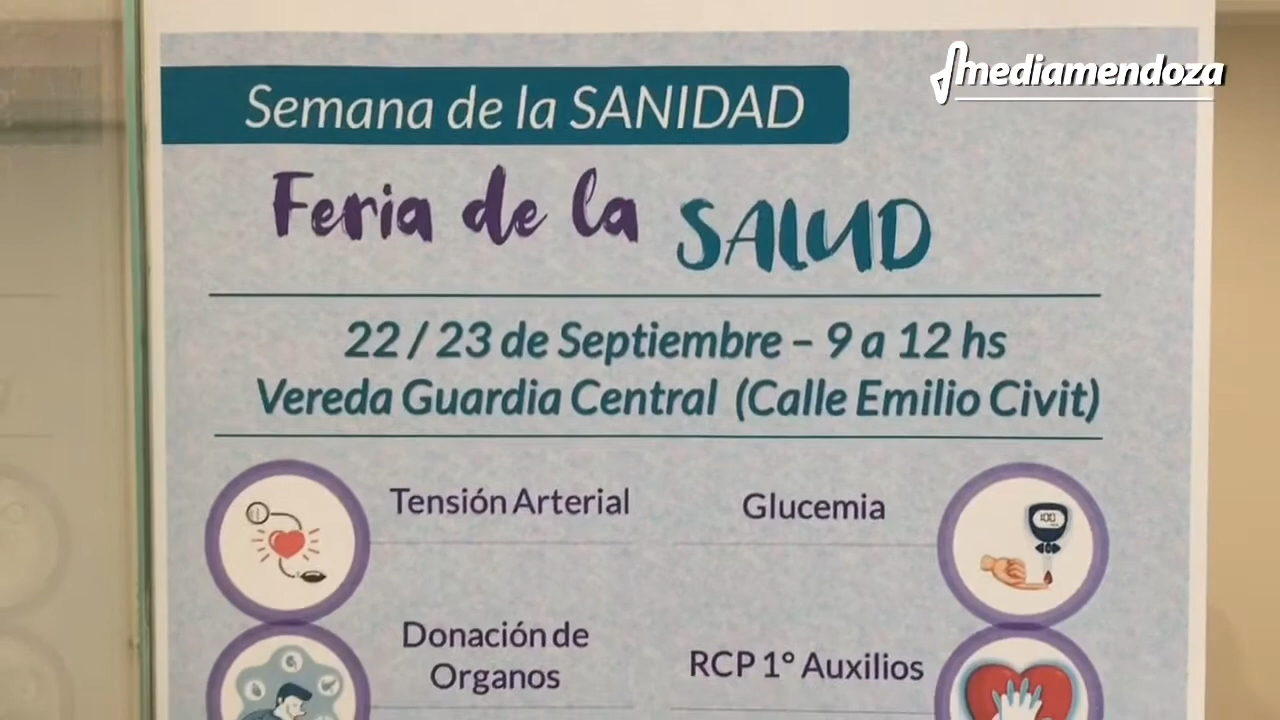 mediamendoza
Semana de la SANIDAD
Feria de la SALUD
22 / 23 de Septiembre – 9 a 12 hs
Vereda Guardia Central (Calle Emilio Civit)
Tensión Arterial
Glucemia
100
Donación de
Organos
RCP 1° Auxilios